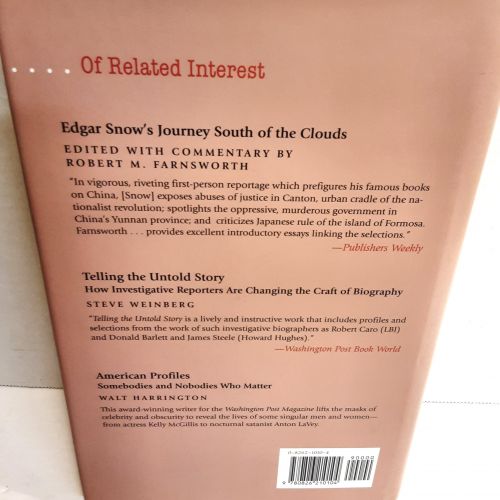 . . . . Of Related Interest
Edgar Snow's Journey South of the Clouds
EDITED WITH COMMENTARY BY
ROBERT M. FARNSWORTH
"In vigorous, riveting first-person reportage which prefigures his famous books
on China, [Snow] exposes abuses of justice in Canton, urban cradle of the na-
tionalist revolution; spotlights the oppressive, murderous government in
China's Yunnan province; and criticizes Japanese rule of the island of Formosa.
Farnsworth . . . provides excellent introductory essays linking the selections."
—Publishers Weekly
Telling the Untold Story
How Investigative Reporters Are Changing the Craft of Biography
STEVE WEINBERG
"Telling the Untold Story is a lively and instructive work that includes profiles and
selections from the work of such investigative biographers as Robert Caro (LBJ)
and Donald Barlett and James Steele (Howard Hughes)."
—Washington Post Book World
American Profiles
Somebodies and Nobodies Who Matter
WALT HARRINGTON
This award-winning writer for the Washington Post Magazine lifts the masks of
celebrity and obscurity to reveal the lives of some singular men and women—
from actress Kelly McGillis to nocturnal satanist Anton LaVey.
0-8262-1010-4
90000
9 780826 210104